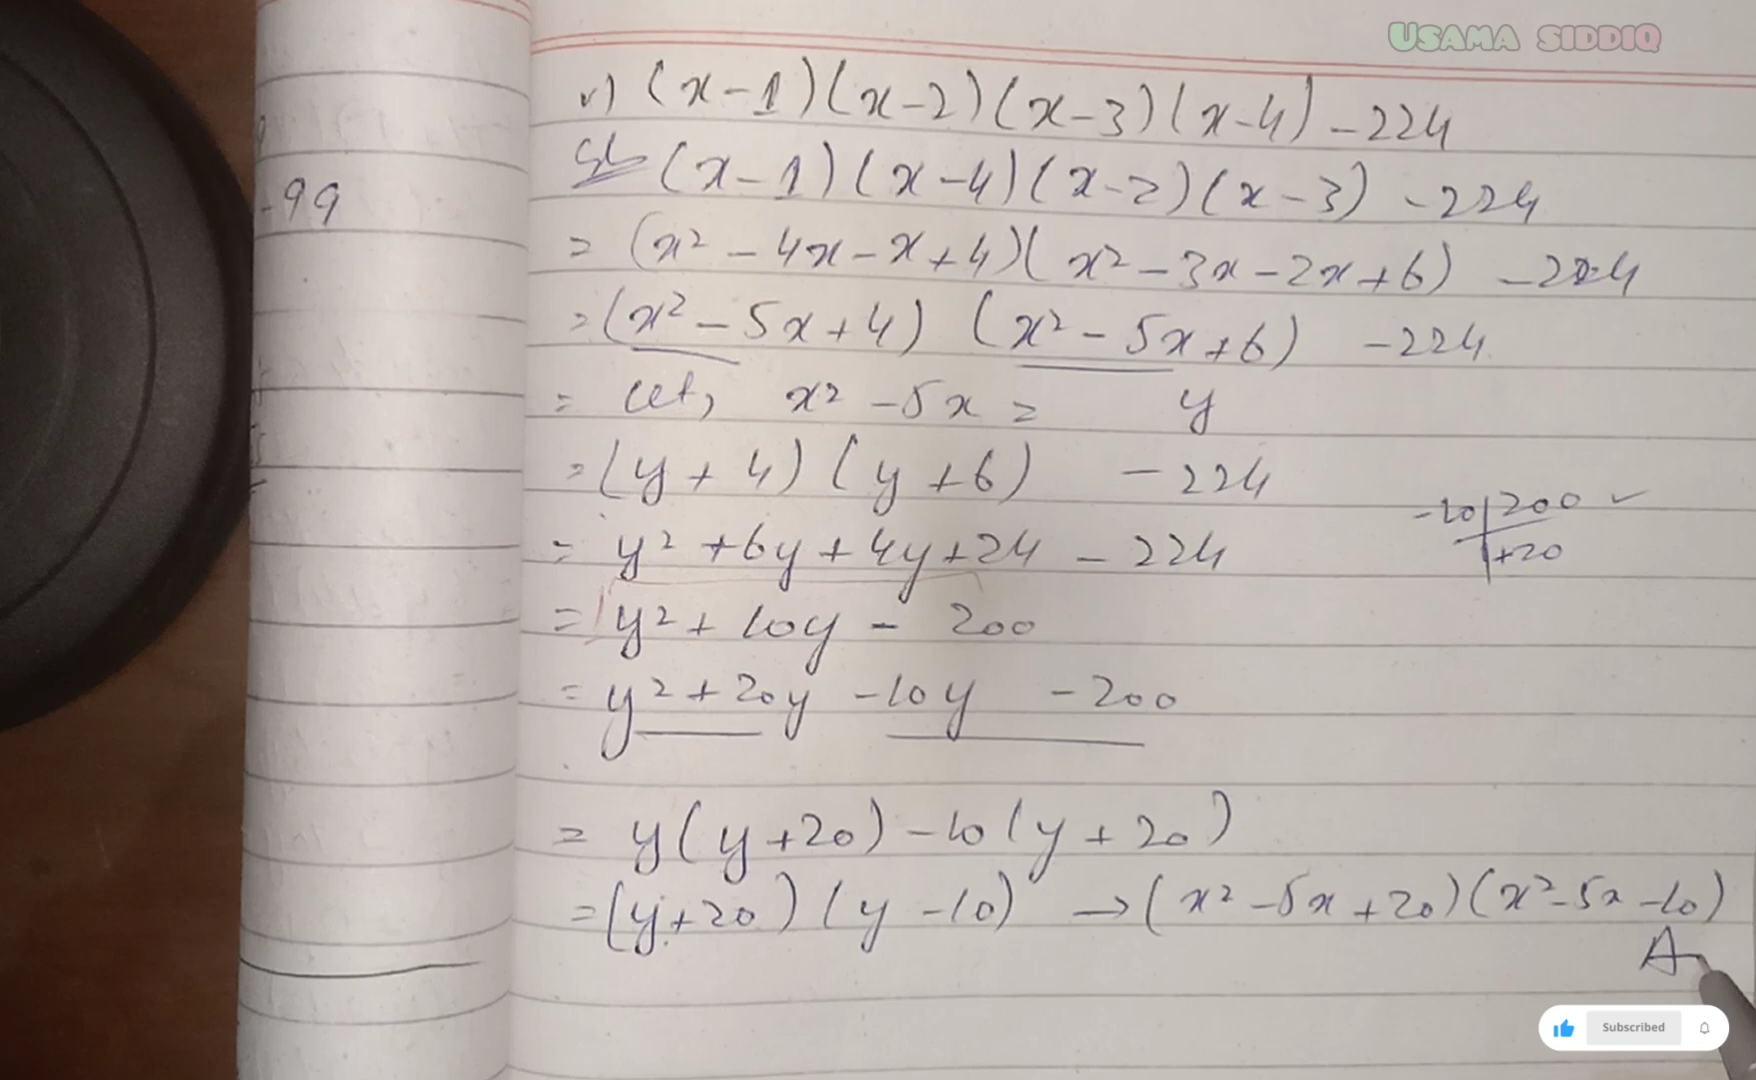 USAMA SIDDIQ
v) (x-1)(x-2)(x-3)(x-4) -224
Sol (x-1)(x-4)(x-2)(x-3) -224
-99
= (x² - 4x - x + 4)(x² - 3x - 2x + 6) -224
= (x² - 5x + 4) (x² - 5x + 6) -224
= let, x² - 5x = y
= (y + 4) (y + 6) - 224
-10 | 200 ✓
+20
= y² + 6y + 4y + 24 - 224
= y² + 10y - 200
= y² + 20y - 10y - 200
= y(y + 20) - 10(y + 20)
= (y + 20) (y - 10) → (x² - 5x + 20)(x² - 5x - 10)
A
Subscribed